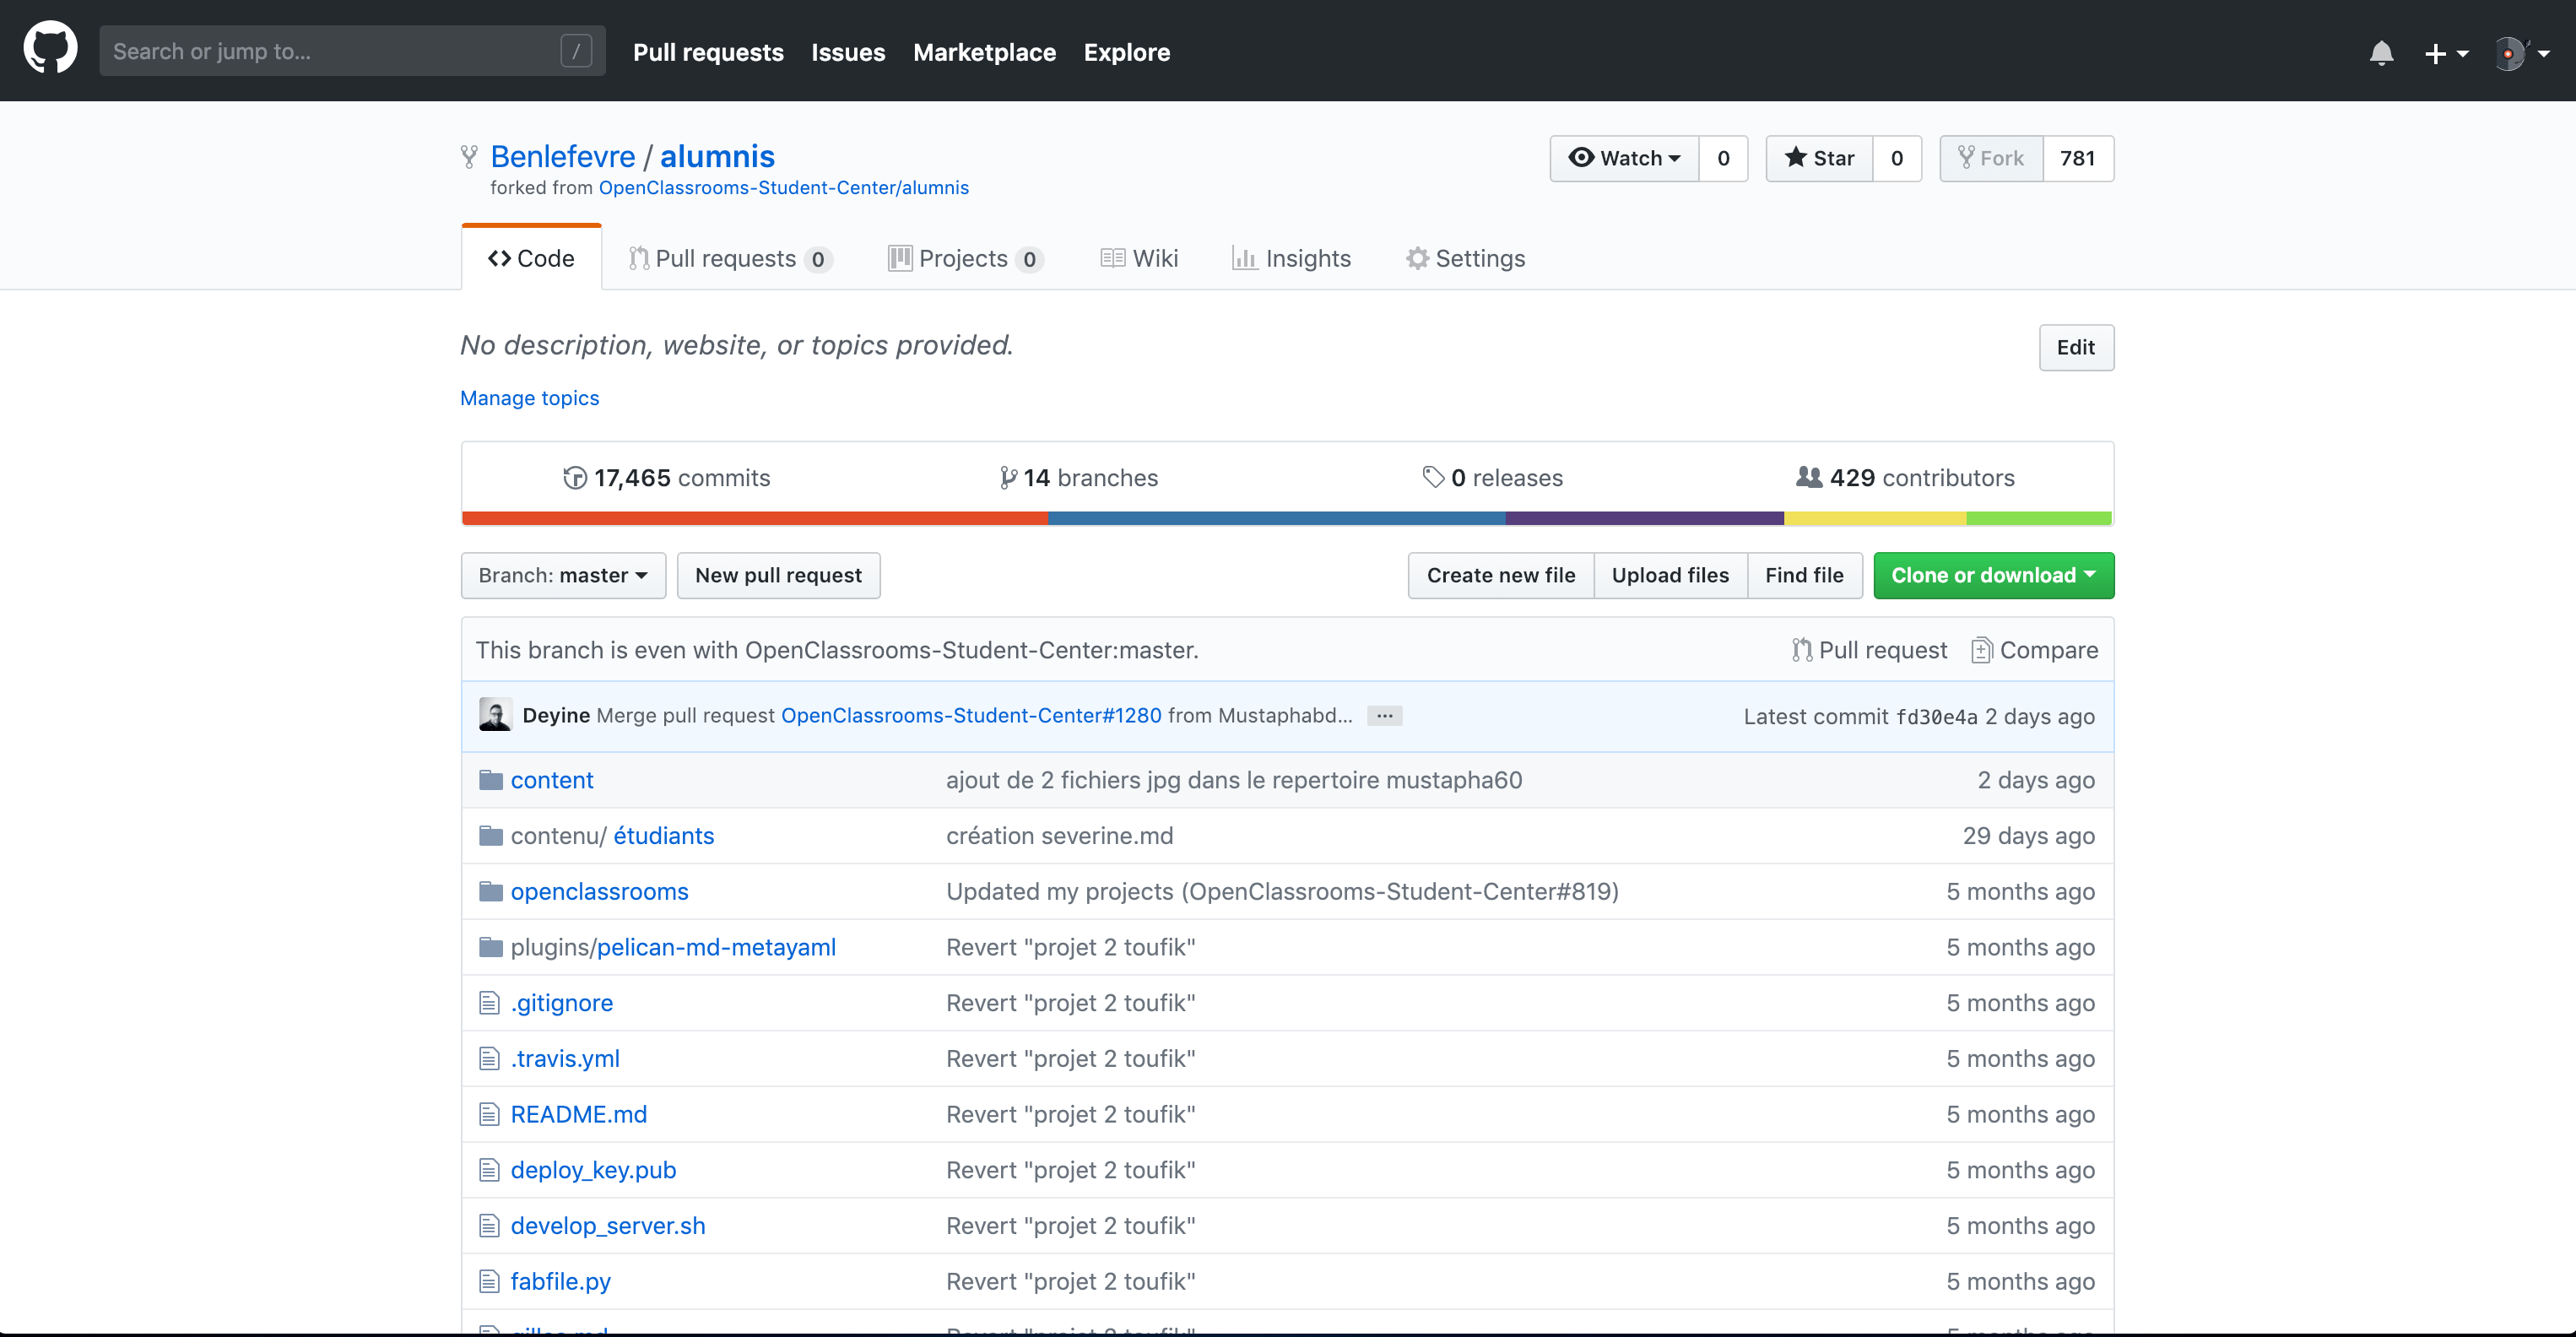 Search or jump to... /
Pull requests Issues Marketplace Explore
Benlefevre / alumnis
Watch 0 Star 0 Fork 781
forked from OpenClassrooms-Student-Center/alumnis
Code Pull requests 0 Projects 0 Wiki Insights Settings
No description, website, or topics provided.
Edit
Manage topics
17,465 commits 14 branches 0 releases 429 contributors
Branch: master New pull request Create new file Upload files Find file Clone or download
This branch is even with OpenClassrooms-Student-Center:master. Pull request Compare
Deyine Merge pull request OpenClassrooms-Student-Center#1280 from Mustaphabd... ... Latest commit fd30e4a 2 days ago
content ajout de 2 fichiers jpg dans le repertoire mustapha60 2 days ago
contenu/ étudiants création severine.md 29 days ago
openclassrooms Updated my projects (OpenClassrooms-Student-Center#819) 5 months ago
plugins/pelican-md-metayaml Revert "projet 2 toufik" 5 months ago
.gitignore Revert "projet 2 toufik" 5 months ago
.travis.yml Revert "projet 2 toufik" 5 months ago
README.md Revert "projet 2 toufik" 5 months ago
deploy_key.pub Revert "projet 2 toufik" 5 months ago
develop_server.sh Revert "projet 2 toufik" 5 months ago
fabfile.py Revert "projet 2 toufik" 5 months ago